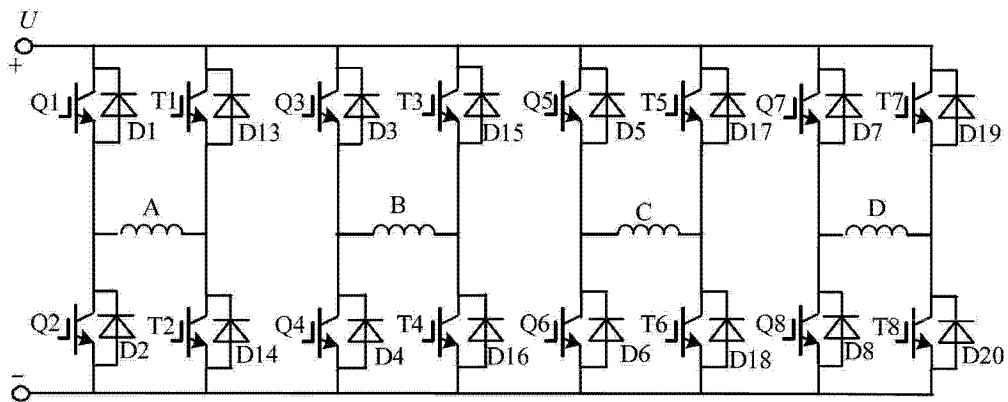 U
+
Q1 T1 Q3 T3 Q5 T5 Q7 T7
D1 D13 D3 D15 D5 D17 D7 D19
A B C D
Q2 T2 Q4 T4 Q6 T6 Q8 T8
D2 D14 D4 D16 D6 D18 D8 D20
-